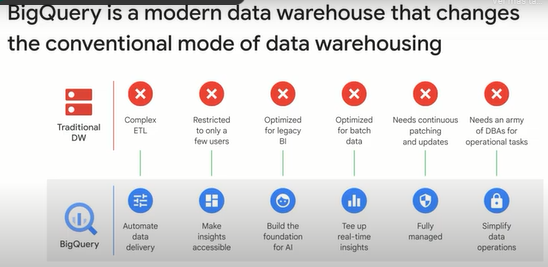 BigQuery is a modern data warehouse that changes
the conventional mode of data warehousing
Traditional
DW
Complex
ETL
Restricted
to only a
few users
Optimized
for legacy
BI
Optimized
for batch
data
Needs continuous
patching
and updates
Needs an army
of DBAs for
operational tasks
BigQuery
Automate
data
delivery
Make
insights
accessible
Build the
foundation
for AI
Tee up
real-time
insights
Fully
managed
Simplify
data
operations